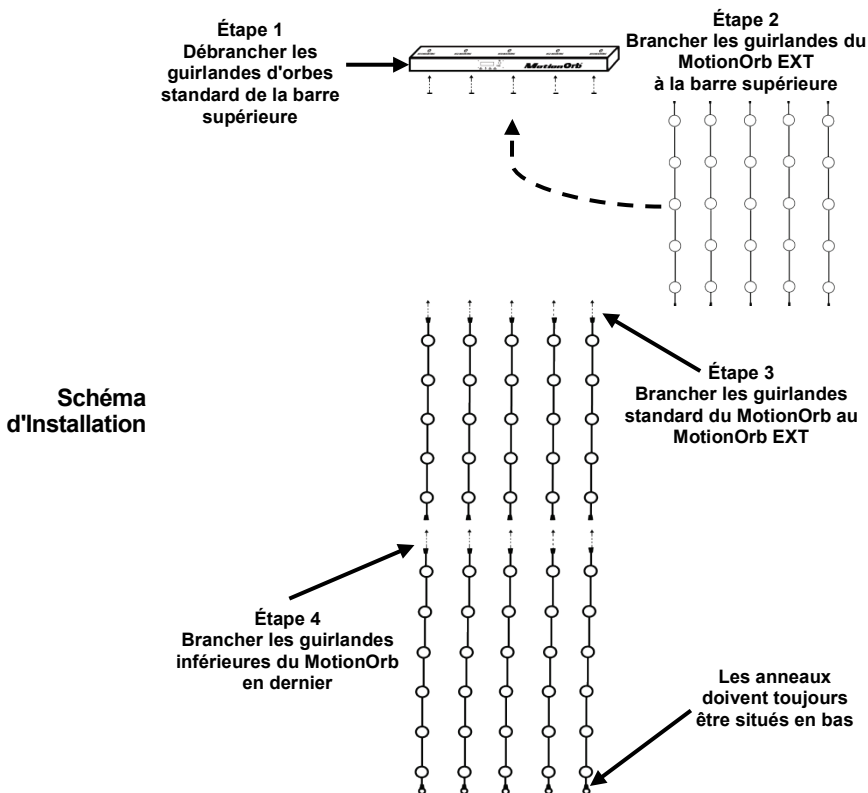 Étape 1
Débrancher les
guirlandes d'orbes
standard de la barre
supérieure
MotionOrb
Étape 2
Brancher les guirlandes du
MotionOrb EXT
à la barre supérieure
Étape 3
Brancher les guirlandes
standard du MotionOrb au
MotionOrb EXT
Schéma
d'Installation
Étape 4
Brancher les guirlandes
inférieures du MotionOrb
en dernier
Les anneaux
doivent toujours
être situés en bas